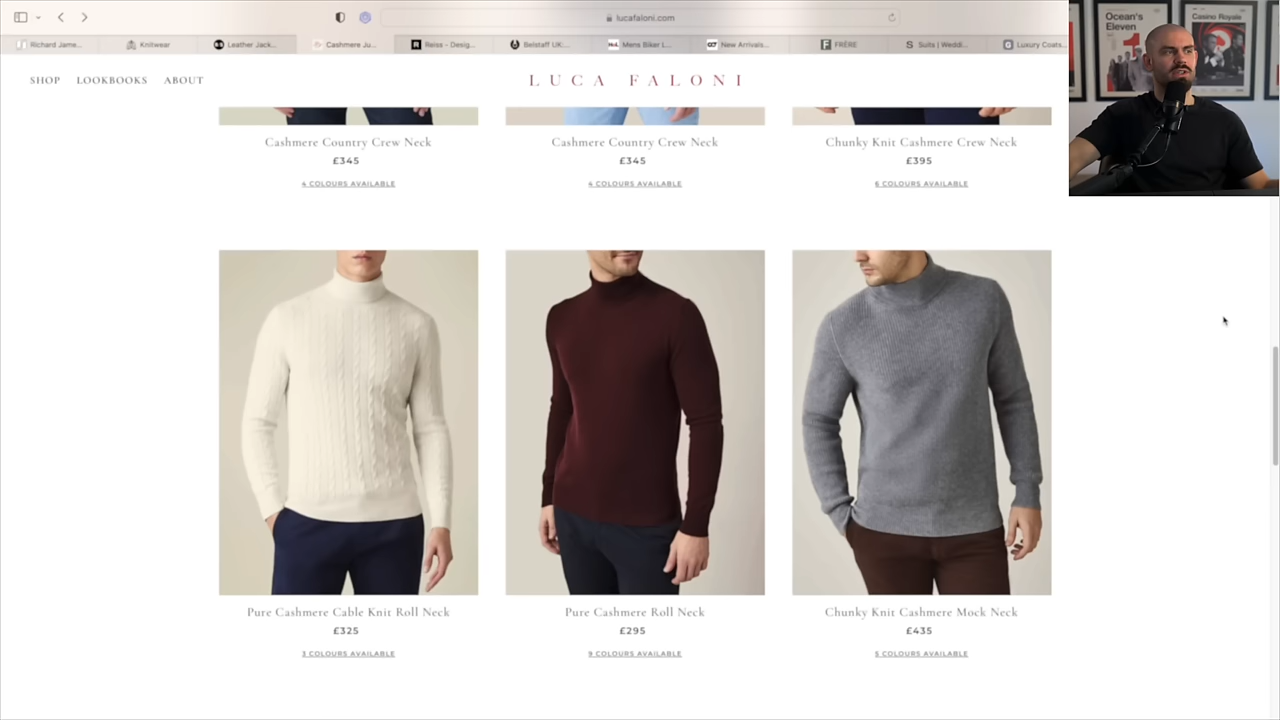 lucafaloni.com
Richard Jame...
Knitwear
Leather Jack...
Cashmere Ju...
Reiss – Desig...
Belstaff UK:...
Mens Biker L...
New Arrivals...
FRÈRE
Suits | Weddi...
Luxury Coats...
SHOP
LOOKBOOKS
ABOUT
LUCA FALONI
Ocean's
Eleven
Casino Royale
Cashmere Country Crew Neck
£345
4 COLOURS AVAILABLE
Cashmere Country Crew Neck
£345
4 COLOURS AVAILABLE
Chunky Knit Cashmere Crew Neck
£395
6 COLOURS AVAILABLE
Pure Cashmere Cable Knit Roll Neck
£325
3 COLOURS AVAILABLE
Pure Cashmere Roll Neck
£295
9 COLOURS AVAILABLE
Chunky Knit Cashmere Mock Neck
£435
5 COLOURS AVAILABLE